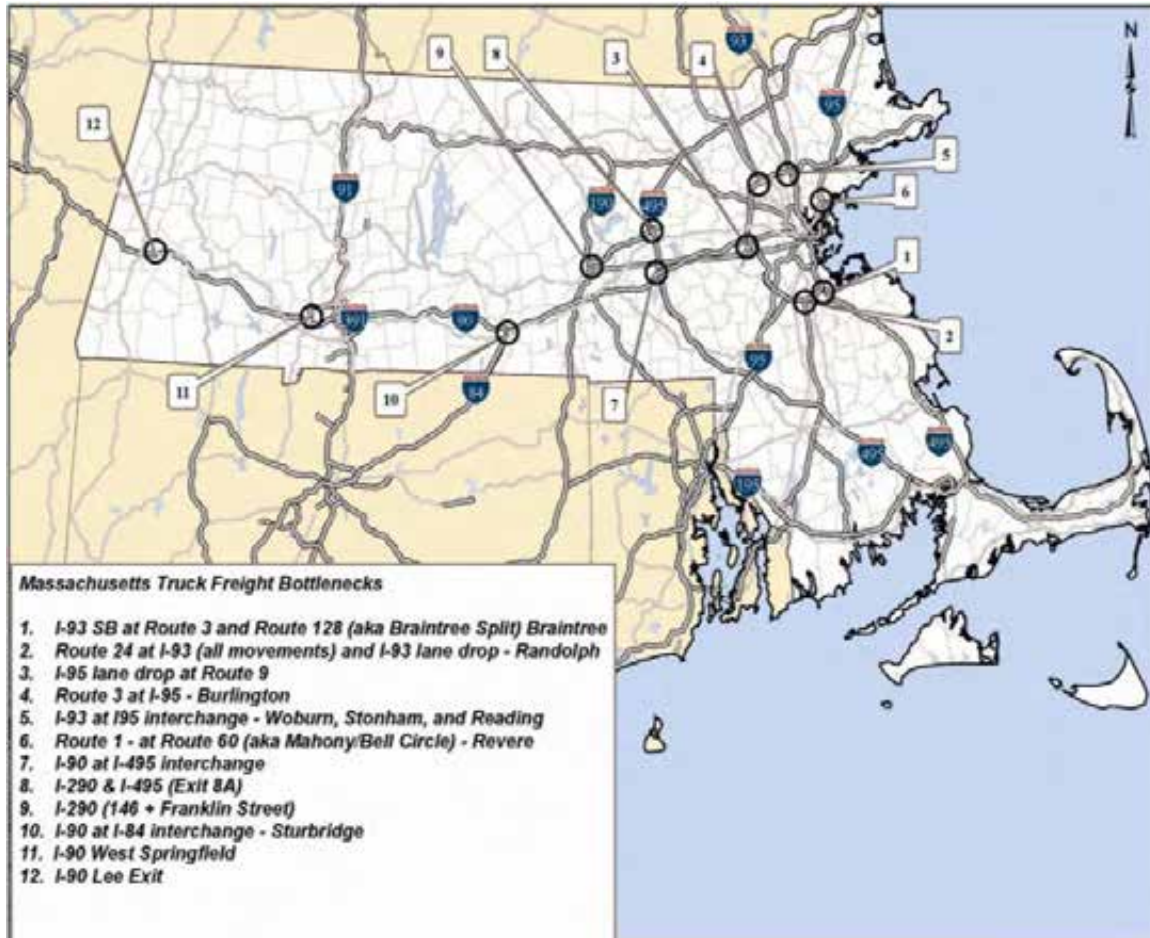 N
93
9
8
3
4
95
12
5
91
190
495
6
1
391
90
2
11
10
84
7
95
495
495
195
Massachusetts Truck Freight Bottlenecks
1. I-93 SB at Route 3 and Route 128 (aka Braintree Split) Braintree
2. Route 24 at I-93 (all movements) and I-93 lane drop - Randolph
3. I-95 lane drop at Route 9
4. Route 3 at I-95 - Burlington
5. I-93 at I95 interchange - Woburn, Stonham, and Reading
6. Route 1 - at Route 60 (aka Mahony/Bell Circle) - Revere
7. I-90 at I-495 interchange
8. I-290 & I-495 (Exit 8A)
9. I-290 (146 + Franklin Street)
10. I-90 at I-84 interchange - Sturbridge
11. I-90 West Springfield
12. I-90 Lee Exit